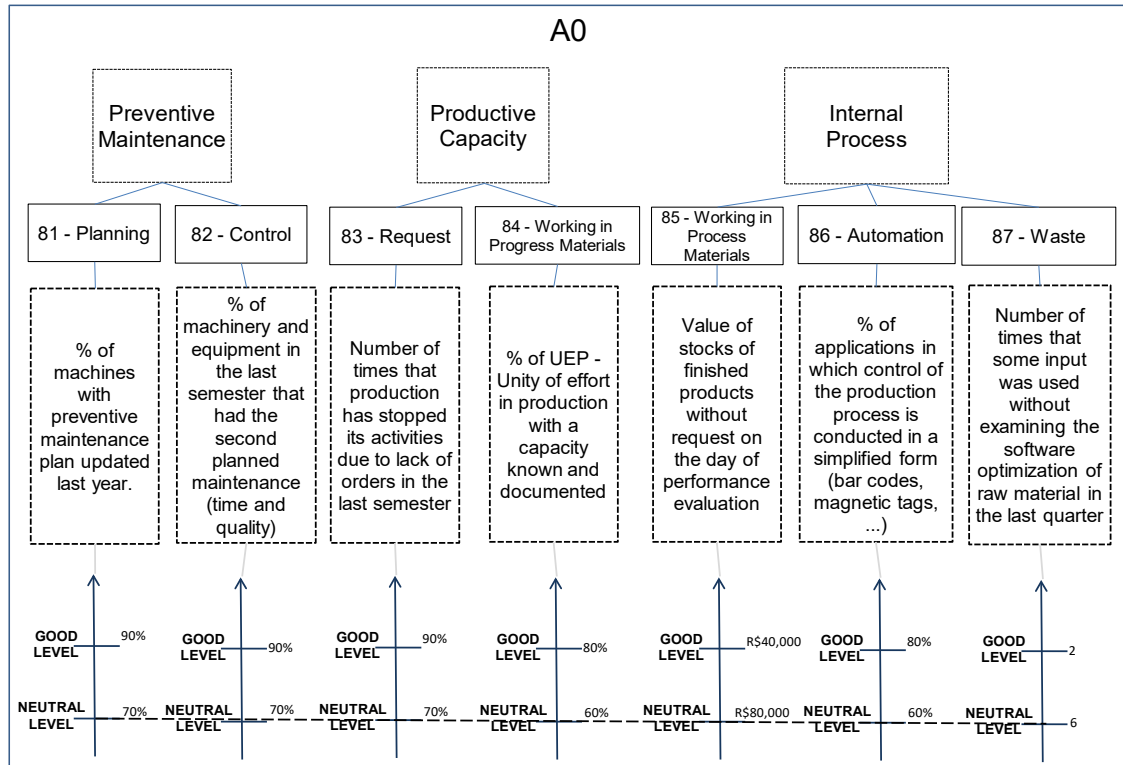 A0
Preventive
Maintenance
Productive
Capacity
Internal
Process
81 - Planning
82 - Control
83 - Request
84 - Working in
Progress Materials
85 - Working in
Process
Materials
86 - Automation
87 - Waste
% of
machines
with
preventive
maintenance
plan updated
last year.
% of
machinery and
equipment in
the last
semester that
had the
second
planned
maintenance
(time and
quality)
Number of
times that
production
has stopped
its activities
due to lack of
orders in the
last semester
% of UEP -
Unity of effort
in production
with a
capacity
known and
documented
Value of
stocks of
finished
products
without
request on
the day of
performance
evaluation
% of
applications in
which control of
the production
process is
conducted in a
simplified form
(bar codes,
magnetic tags,
...)
Number of
times that
some input
was used
without
examining the
software
optimization of
raw material in
the last quarter
GOOD
LEVEL
90%
NEUTRAL
LEVEL
70%
GOOD
LEVEL
90%
NEUTRAL
LEVEL
70%
GOOD
LEVEL
90%
NEUTRAL
LEVEL
70%
GOOD
LEVEL
80%
NEUTRAL
LEVEL
60%
GOOD
LEVEL
R$40,000
NEUTRAL
LEVEL
R$80,000
GOOD
LEVEL
80%
NEUTRAL
LEVEL
60%
GOOD
LEVEL
2
NEUTRAL
LEVEL
6